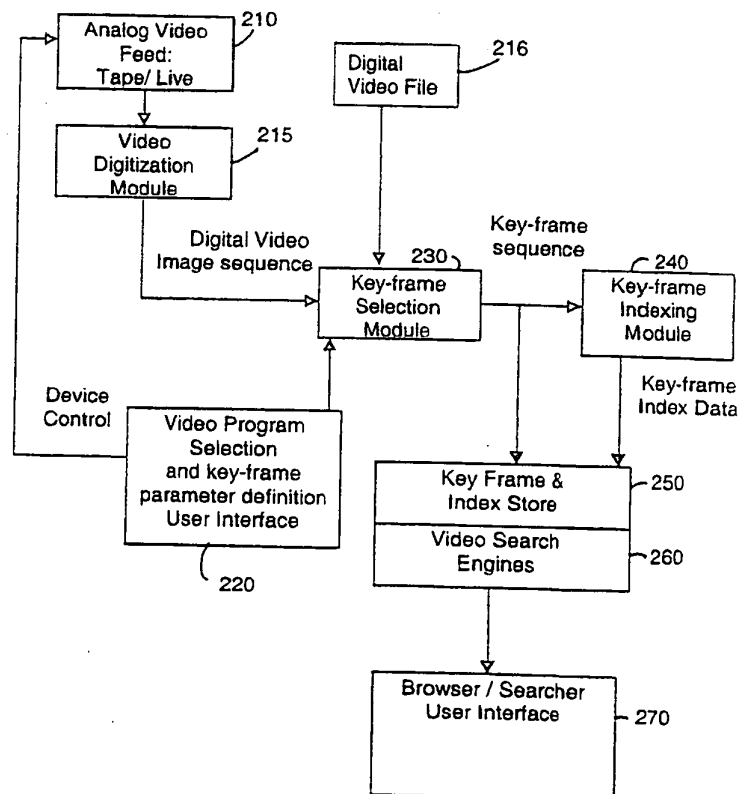 Analog Video
Feed:
Tape/ Live
210
Digital
Video File
216
Video
Digitization
Module
215
Digital Video
Image sequence
Key-frame
sequence
230
Key-frame
Selection
Module
240
Key-frame
Indexing
Module
Device
Control
Key-frame
Index Data
Video Program
Selection
and key-frame
parameter definition
User Interface
220
Key Frame &
Index Store
250
Video Search
Engines
260
Browser / Searcher
User Interface
270